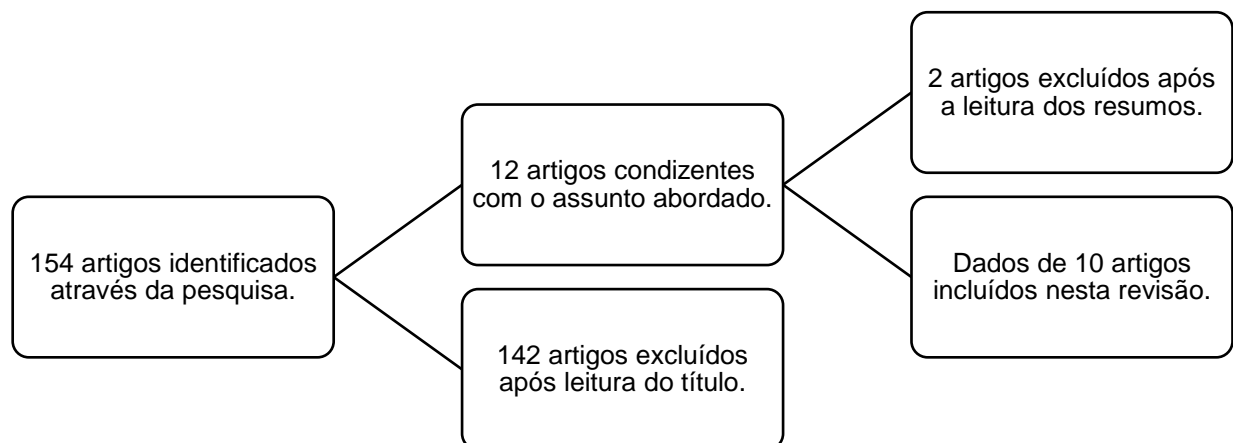 154 artigos identificados
através da pesquisa.
12 artigos condizentes
com o assunto abordado.
142 artigos excluídos
após leitura do título.
2 artigos excluídos após
a leitura dos resumos.
Dados de 10 artigos
incluídos nesta revisão.